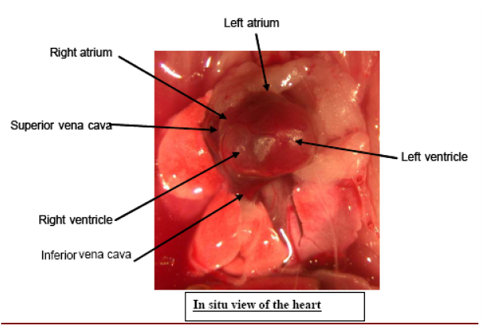 Left atrium
Right atrium
Superior vena cava
Left ventricle
Right ventricle
Inferior vena cava
In situ view of the heart